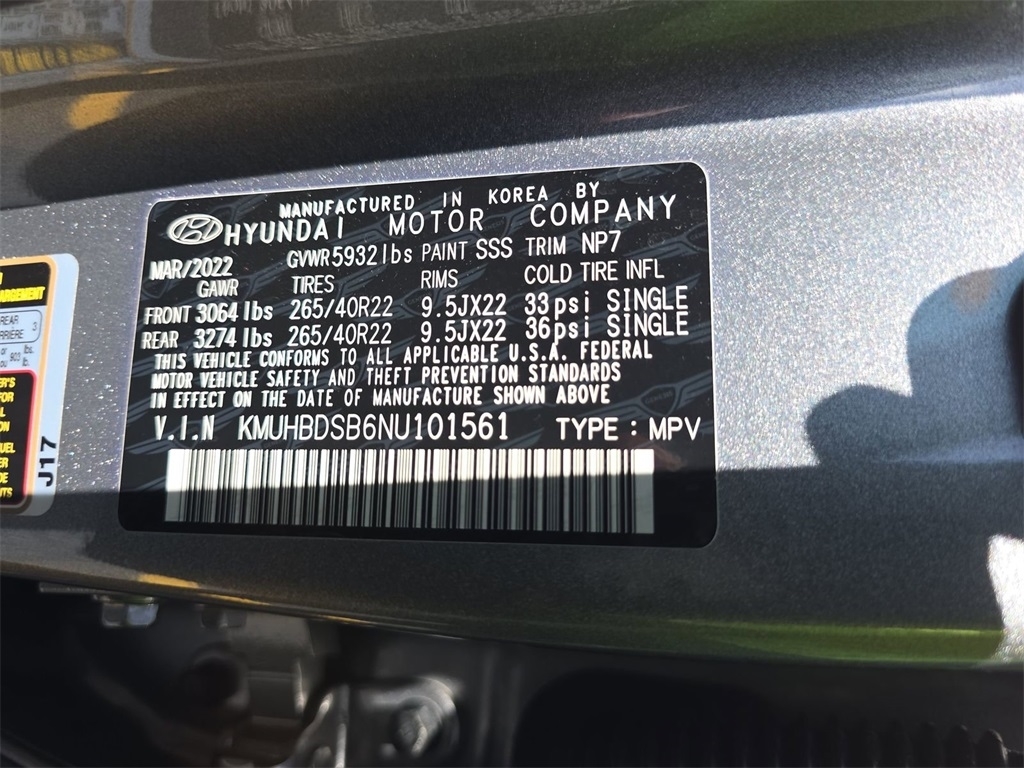 MANUFACTURED IN KOREA BY
HYUNDAI MOTOR COMPANY
MAR/2022 GVWR 5932 lbs PAINT SSS TRIM NP7
GAWR TIRES RIMS COLD TIRE INFL
FRONT 3064 lbs 265/40R22 9.5JX22 33psi SINGLE
REAR 3274 lbs 265/40R22 9.5JX22 36psi SINGLE
THIS VEHICLE CONFORMS TO ALL APPLICABLE U.S.A. FEDERAL
MOTOR VEHICLE SAFETY AND THEFT PREVENTION STANDARDS
IN EFFECT ON THE DATE OF MANUFACTURE SHOWN ABOVE
V.I.N KMUHBDSB6NU101561 TYPE : MPV
REAR 3
J17